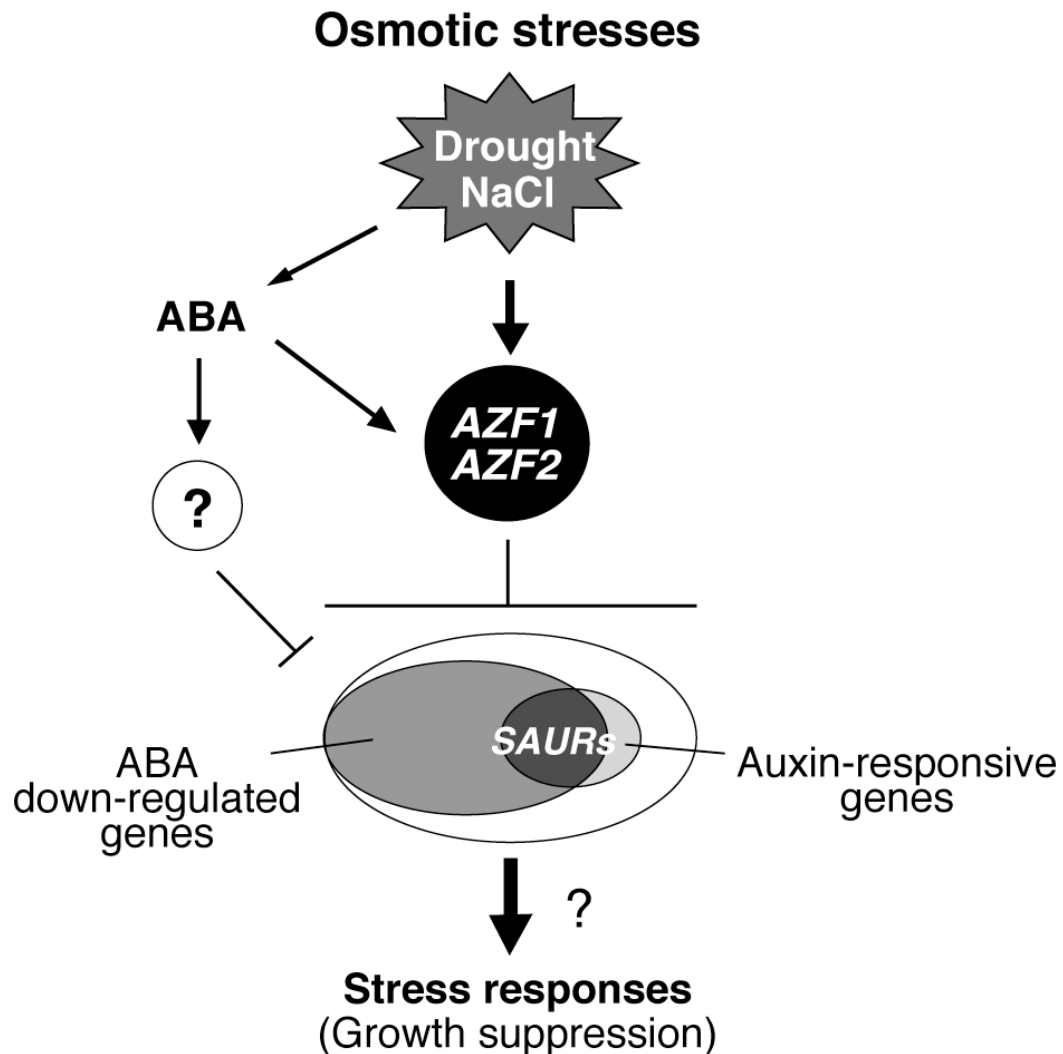 Osmotic stresses
Drought
NaCl
ABA
AZF1
AZF2
?
SAURs
ABA
down-regulated
genes
Auxin-responsive
genes
?
Stress responses
(Growth suppression)